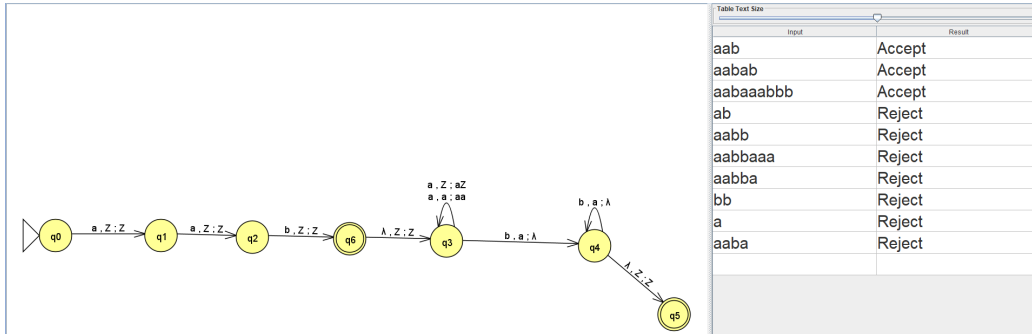 Table Text Size
Input Result
aab Accept
aabab Accept
aabaaabbb Accept
ab Reject
aabb Reject
aabbaaa Reject
aabba Reject
bb Reject
a Reject
aaba Reject
a , Z ; aZ
a , a ; aa
b , a ; λ
q0 a , Z ; Z q1 a , Z ; Z q2 b , Z ; Z q6 λ , Z ; Z q3 b , a ; λ q4
λ , Z ; Z
q5